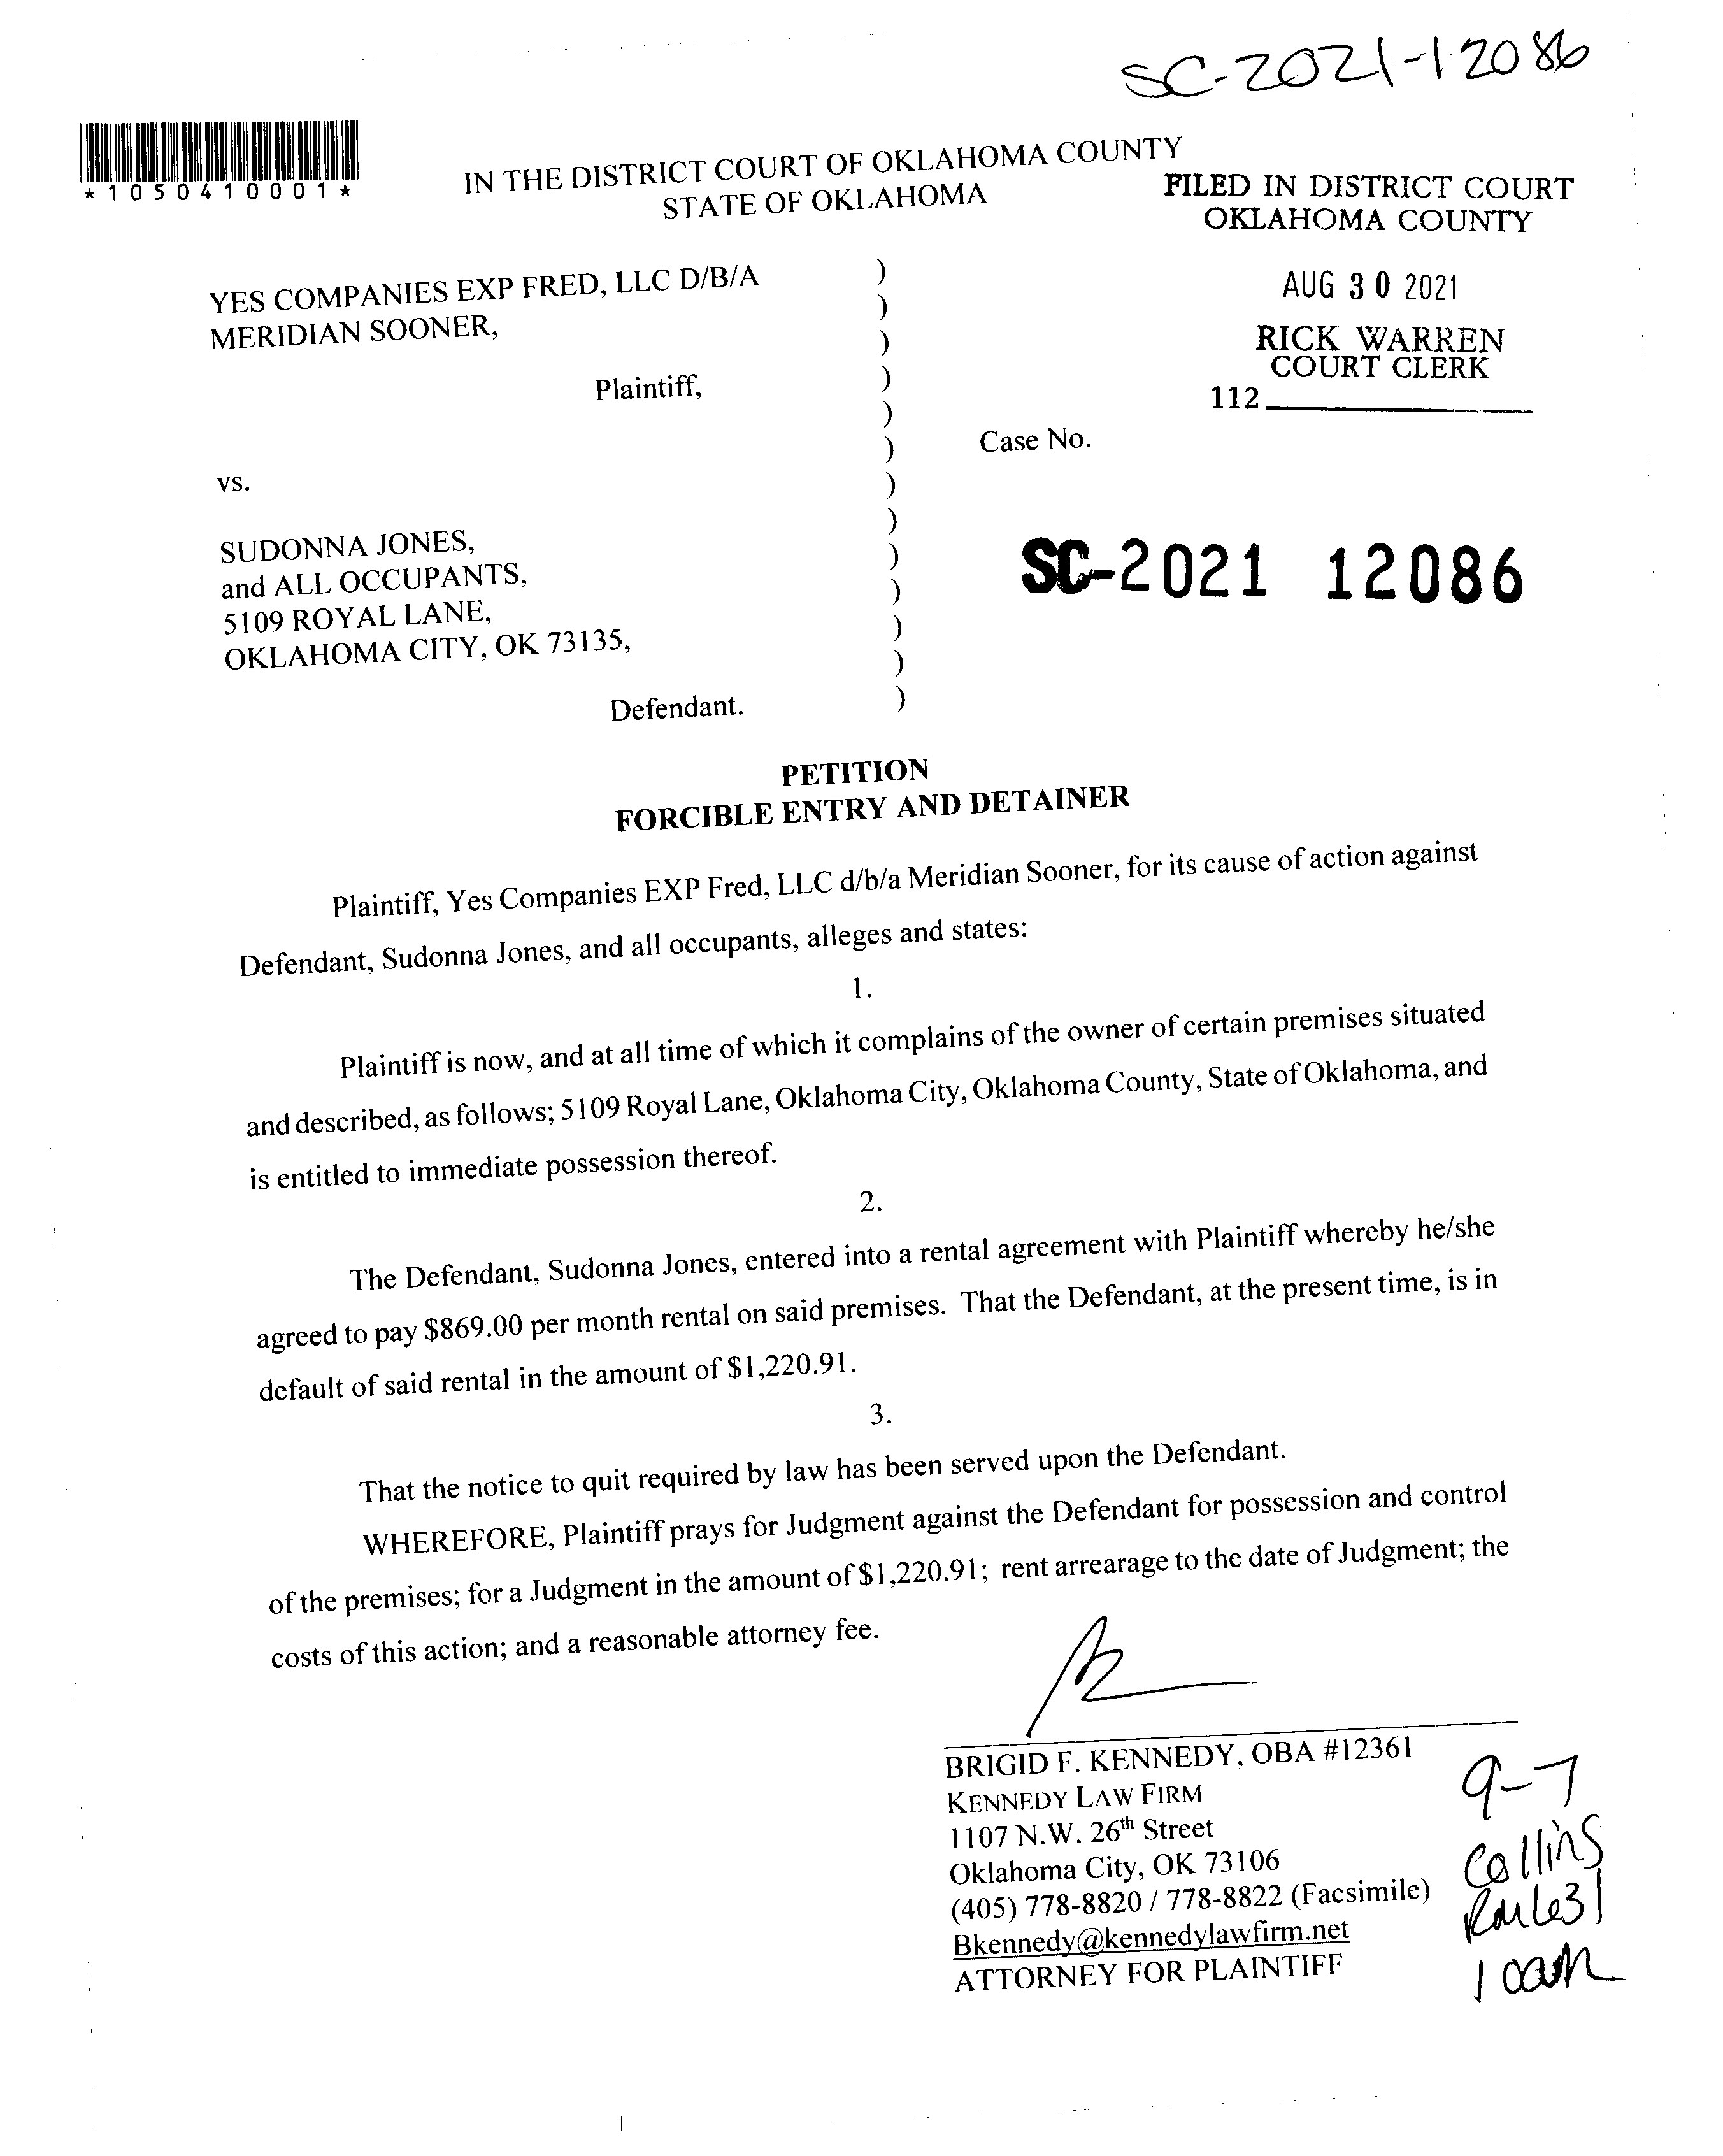 SC-2021-12086
*1050410001*
IN THE DISTRICT COURT OF OKLAHOMA COUNTY
STATE OF OKLAHOMA
FILED IN DISTRICT COURT
OKLAHOMA COUNTY
AUG 30 2021
RICK WARREN
COURT CLERK
112
YES COMPANIES EXP FRED, LLC D/B/A )
MERIDIAN SOONER, )
)
Plaintiff, )
)
) Case No.
vs. )
)
SUDONNA JONES, )
and ALL OCCUPANTS, )
5109 ROYAL LANE, )
OKLAHOMA CITY, OK 73135, )
Defendant. )
SC-2021 12086
PETITION
FORCIBLE ENTRY AND DETAINER
Plaintiff, Yes Companies EXP Fred, LLC d/b/a Meridian Sooner, for its cause of action against
Defendant, Sudonna Jones, and all occupants, alleges and states:
1.
Plaintiff is now, and at all time of which it complains of the owner of certain premises situated
and described, as follows; 5109 Royal Lane, Oklahoma City, Oklahoma County, State of Oklahoma, and
is entitled to immediate possession thereof.
2.
The Defendant, Sudonna Jones, entered into a rental agreement with Plaintiff whereby he/she
agreed to pay $869.00 per month rental on said premises. That the Defendant, at the present time, is in
default of said rental in the amount of $1,220.91.
3.
That the notice to quit required by law has been served upon the Defendant.
WHEREFORE, Plaintiff prays for Judgment against the Defendant for possession and control
of the premises; for a Judgment in the amount of $1,220.91; rent arrearage to the date of Judgment; the
costs of this action; and a reasonable attorney fee.
BRIGID F. KENNEDY, OBA #12361
KENNEDY LAW FIRM
1107 N.W. 26th Street
Oklahoma City, OK 73106
(405) 778-8820 / 778-8822 (Facsimile)
Bkennedy@kennedylawfirm.net
ATTORNEY FOR PLAINTIFF
9-7
Collins
10am